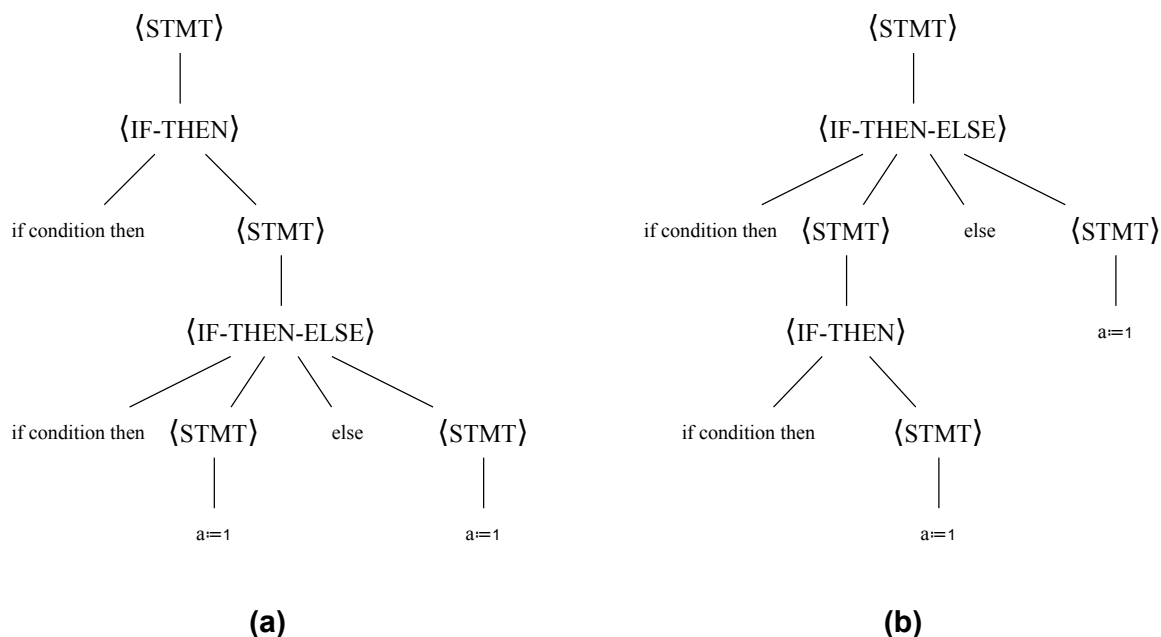 ⟨STMT⟩ ⟨STMT⟩
⟨IF-THEN⟩ ⟨IF-THEN-ELSE⟩
if condition then ⟨STMT⟩ if condition then ⟨STMT⟩ else ⟨STMT⟩
⟨IF-THEN-ELSE⟩ ⟨IF-THEN⟩ a:=1
if condition then ⟨STMT⟩ else ⟨STMT⟩ if condition then ⟨STMT⟩
a:=1 a:=1 a:=1
(a) (b)